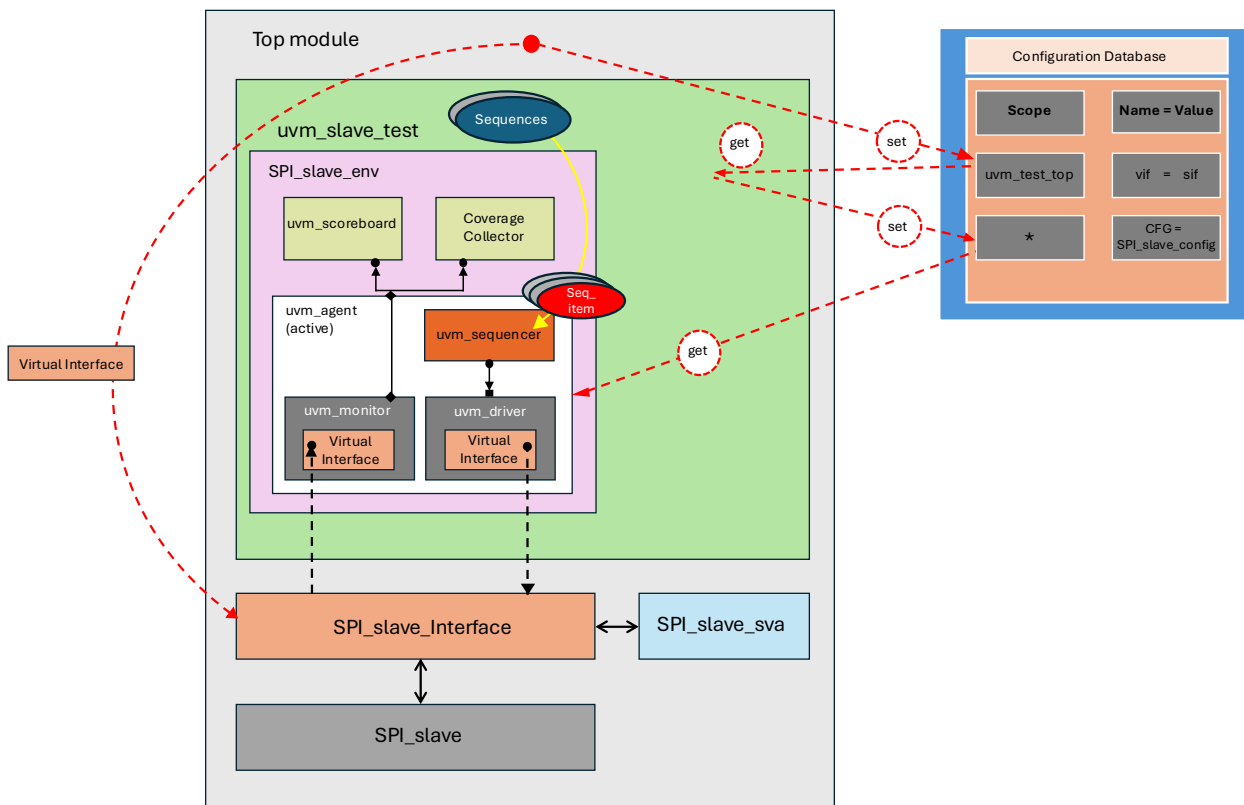 Top module
Configuration Database
Scope
Name = Value
Sequences
uvm_slave_test
get
set
uvm_test_top
vif = sif
SPI_slave_env
uvm_scoreboard
Coverage
Collector
set
*
CFG =
SPI_slave_config
uvm_agent
(active)
Seq_
item
uvm_sequencer
get
Virtual Interface
uvm_monitor
Virtual
Interface
uvm_driver
Virtual
Interface
SPI_slave_Interface
SPI_slave_sva
SPI_slave